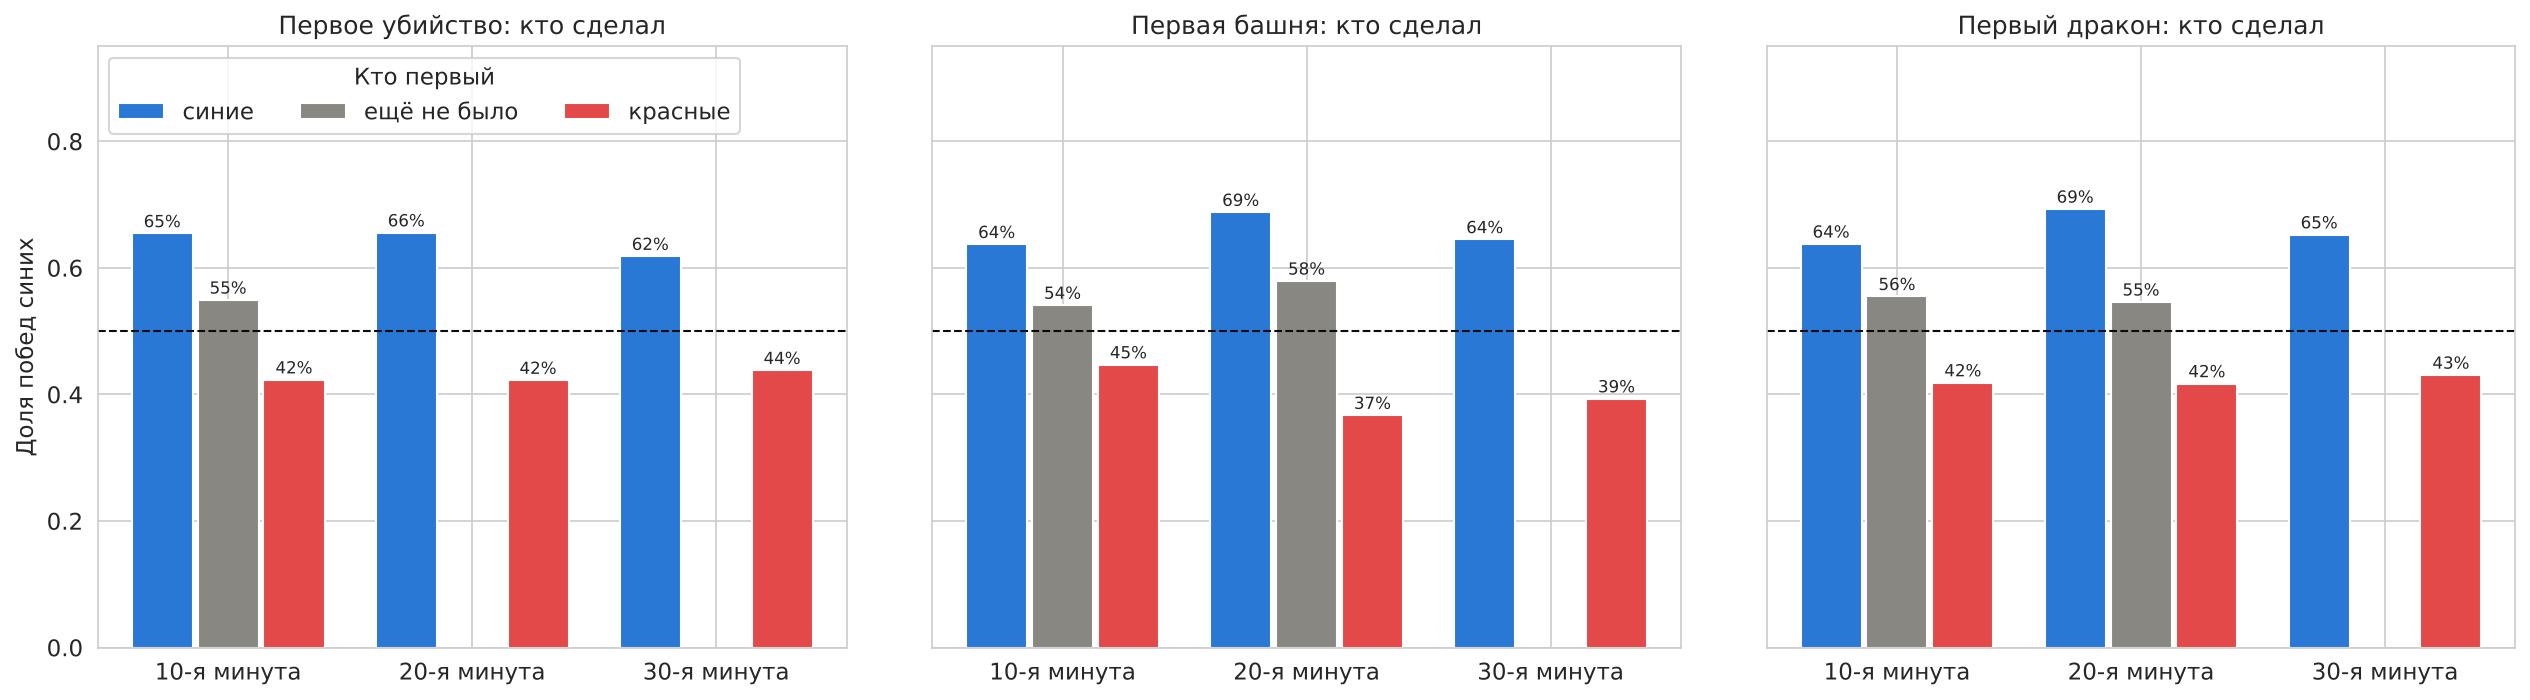 Первое убийство: кто сделал
Кто первый
синие ещё не было красные
Доля побед синих
0.8
0.6
0.4
0.2
0.0
65% 55% 42% 66% 42% 62% 44%
10-я минута 20-я минута 30-я минута
Первая башня: кто сделал
64% 54% 45% 69% 58% 37% 64% 39%
10-я минута 20-я минута 30-я минута
Первый дракон: кто сделал
64% 56% 42% 69% 55% 42% 65% 43%
10-я минута 20-я минута 30-я минута